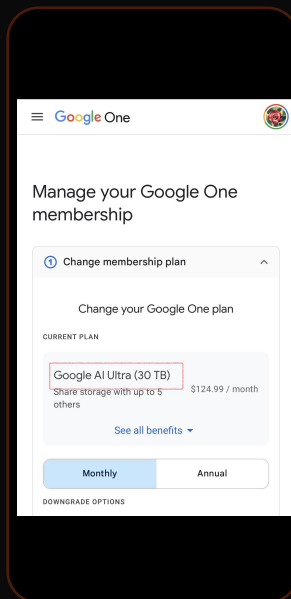 Google One
Manage your Google One
membership
1 Change membership plan
Change your Google One plan
CURRENT PLAN
Google AI Ultra (30 TB)
Share storage with up to 5
others
$124.99 / month
See all benefits
Monthly
Annual
DOWNGRADE OPTIONS